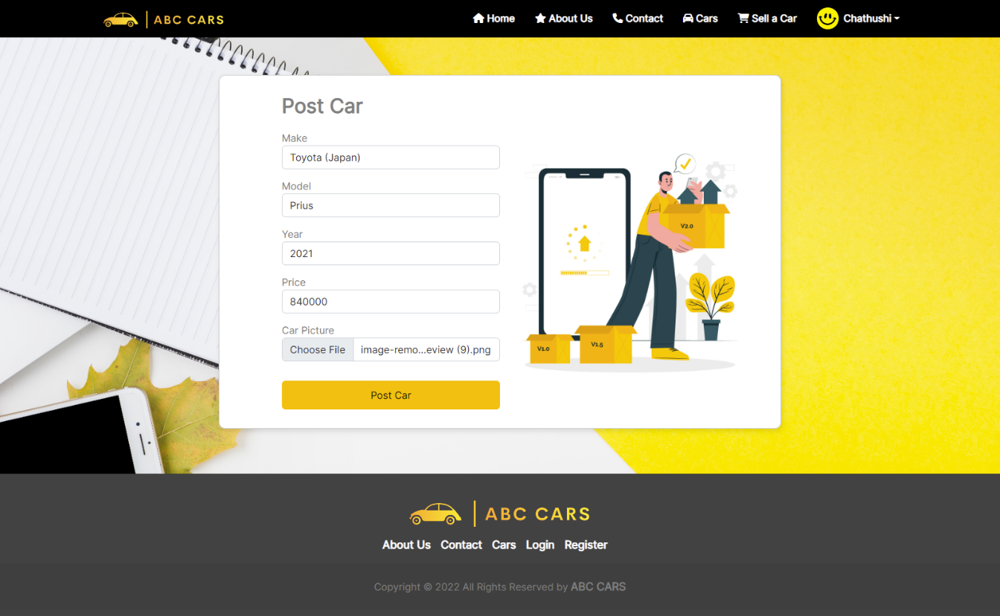 ABC CARS Home About Us Contact Cars Sell a Car Chathushi
Post Car
Make
Toyota (Japan)
Model
Prius
Year
2021
Price
840000
Car Picture
Choose File image-remo...eview (9).png
Post Car
V2.0
V1.0
V1.5
ABC CARS
About Us Contact Cars Login Register
Copyright © 2022 All Rights Reserved by ABC CARS